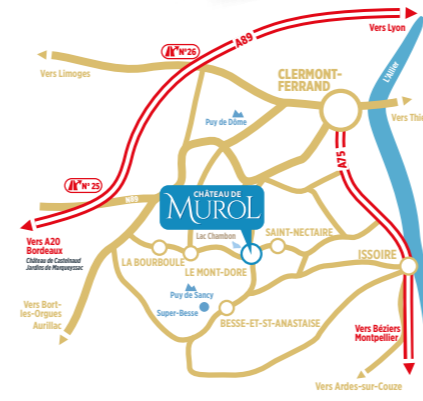 Vers Lyon
A89
N°26
Vers Limoges
CLERMONT-
FERRAND
L'Allier
Puy de Dôme
Vers Thie
A75
N° 25
N89
CHÂTEAU DE
MUROL
Vers A20
Bordeaux
Château de Castelnaud
Jardins de Marqueyssac
Lac Chambon
SAINT-NECTAIRE
LA BOURBOULE
LE MONT-DORE
ISSOIRE
Puy de Sancy
Super-Besse
Vers Bort-
les-Orgues
Aurillac
BESSE-ET-ST-ANASTAISE
Vers Béziers
Montpellier
Vers Ardes-sur-Couze